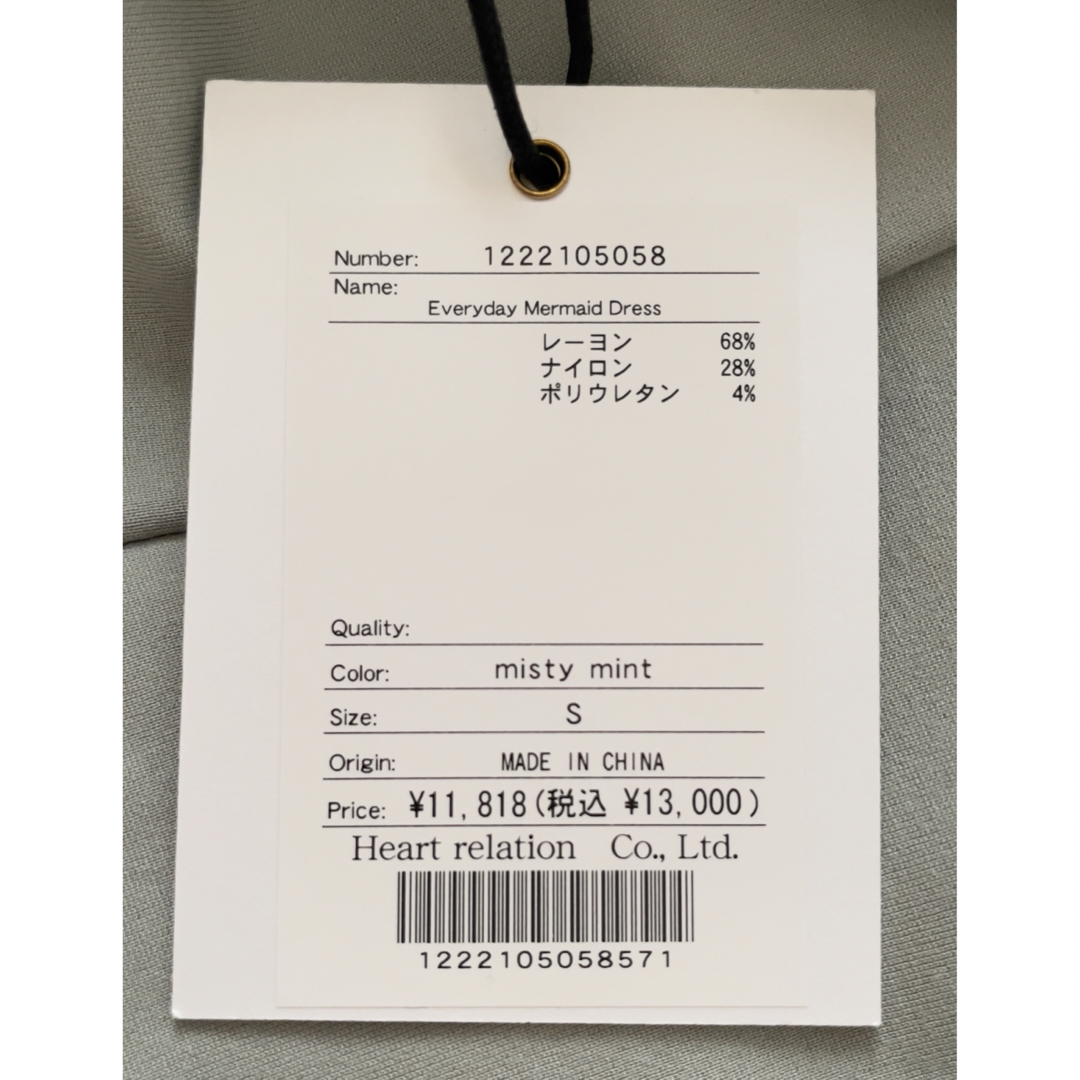 Number: 1222105058
Name:
Everyday Mermaid Dress
レーヨン 68%
ナイロン 28%
ポリウレタン 4%
Quality:
Color: misty mint
Size: S
Origin: MADE IN CHINA
Price: ¥11,818(税込 ¥13,000)
Heart relation Co., Ltd.
1222105058571